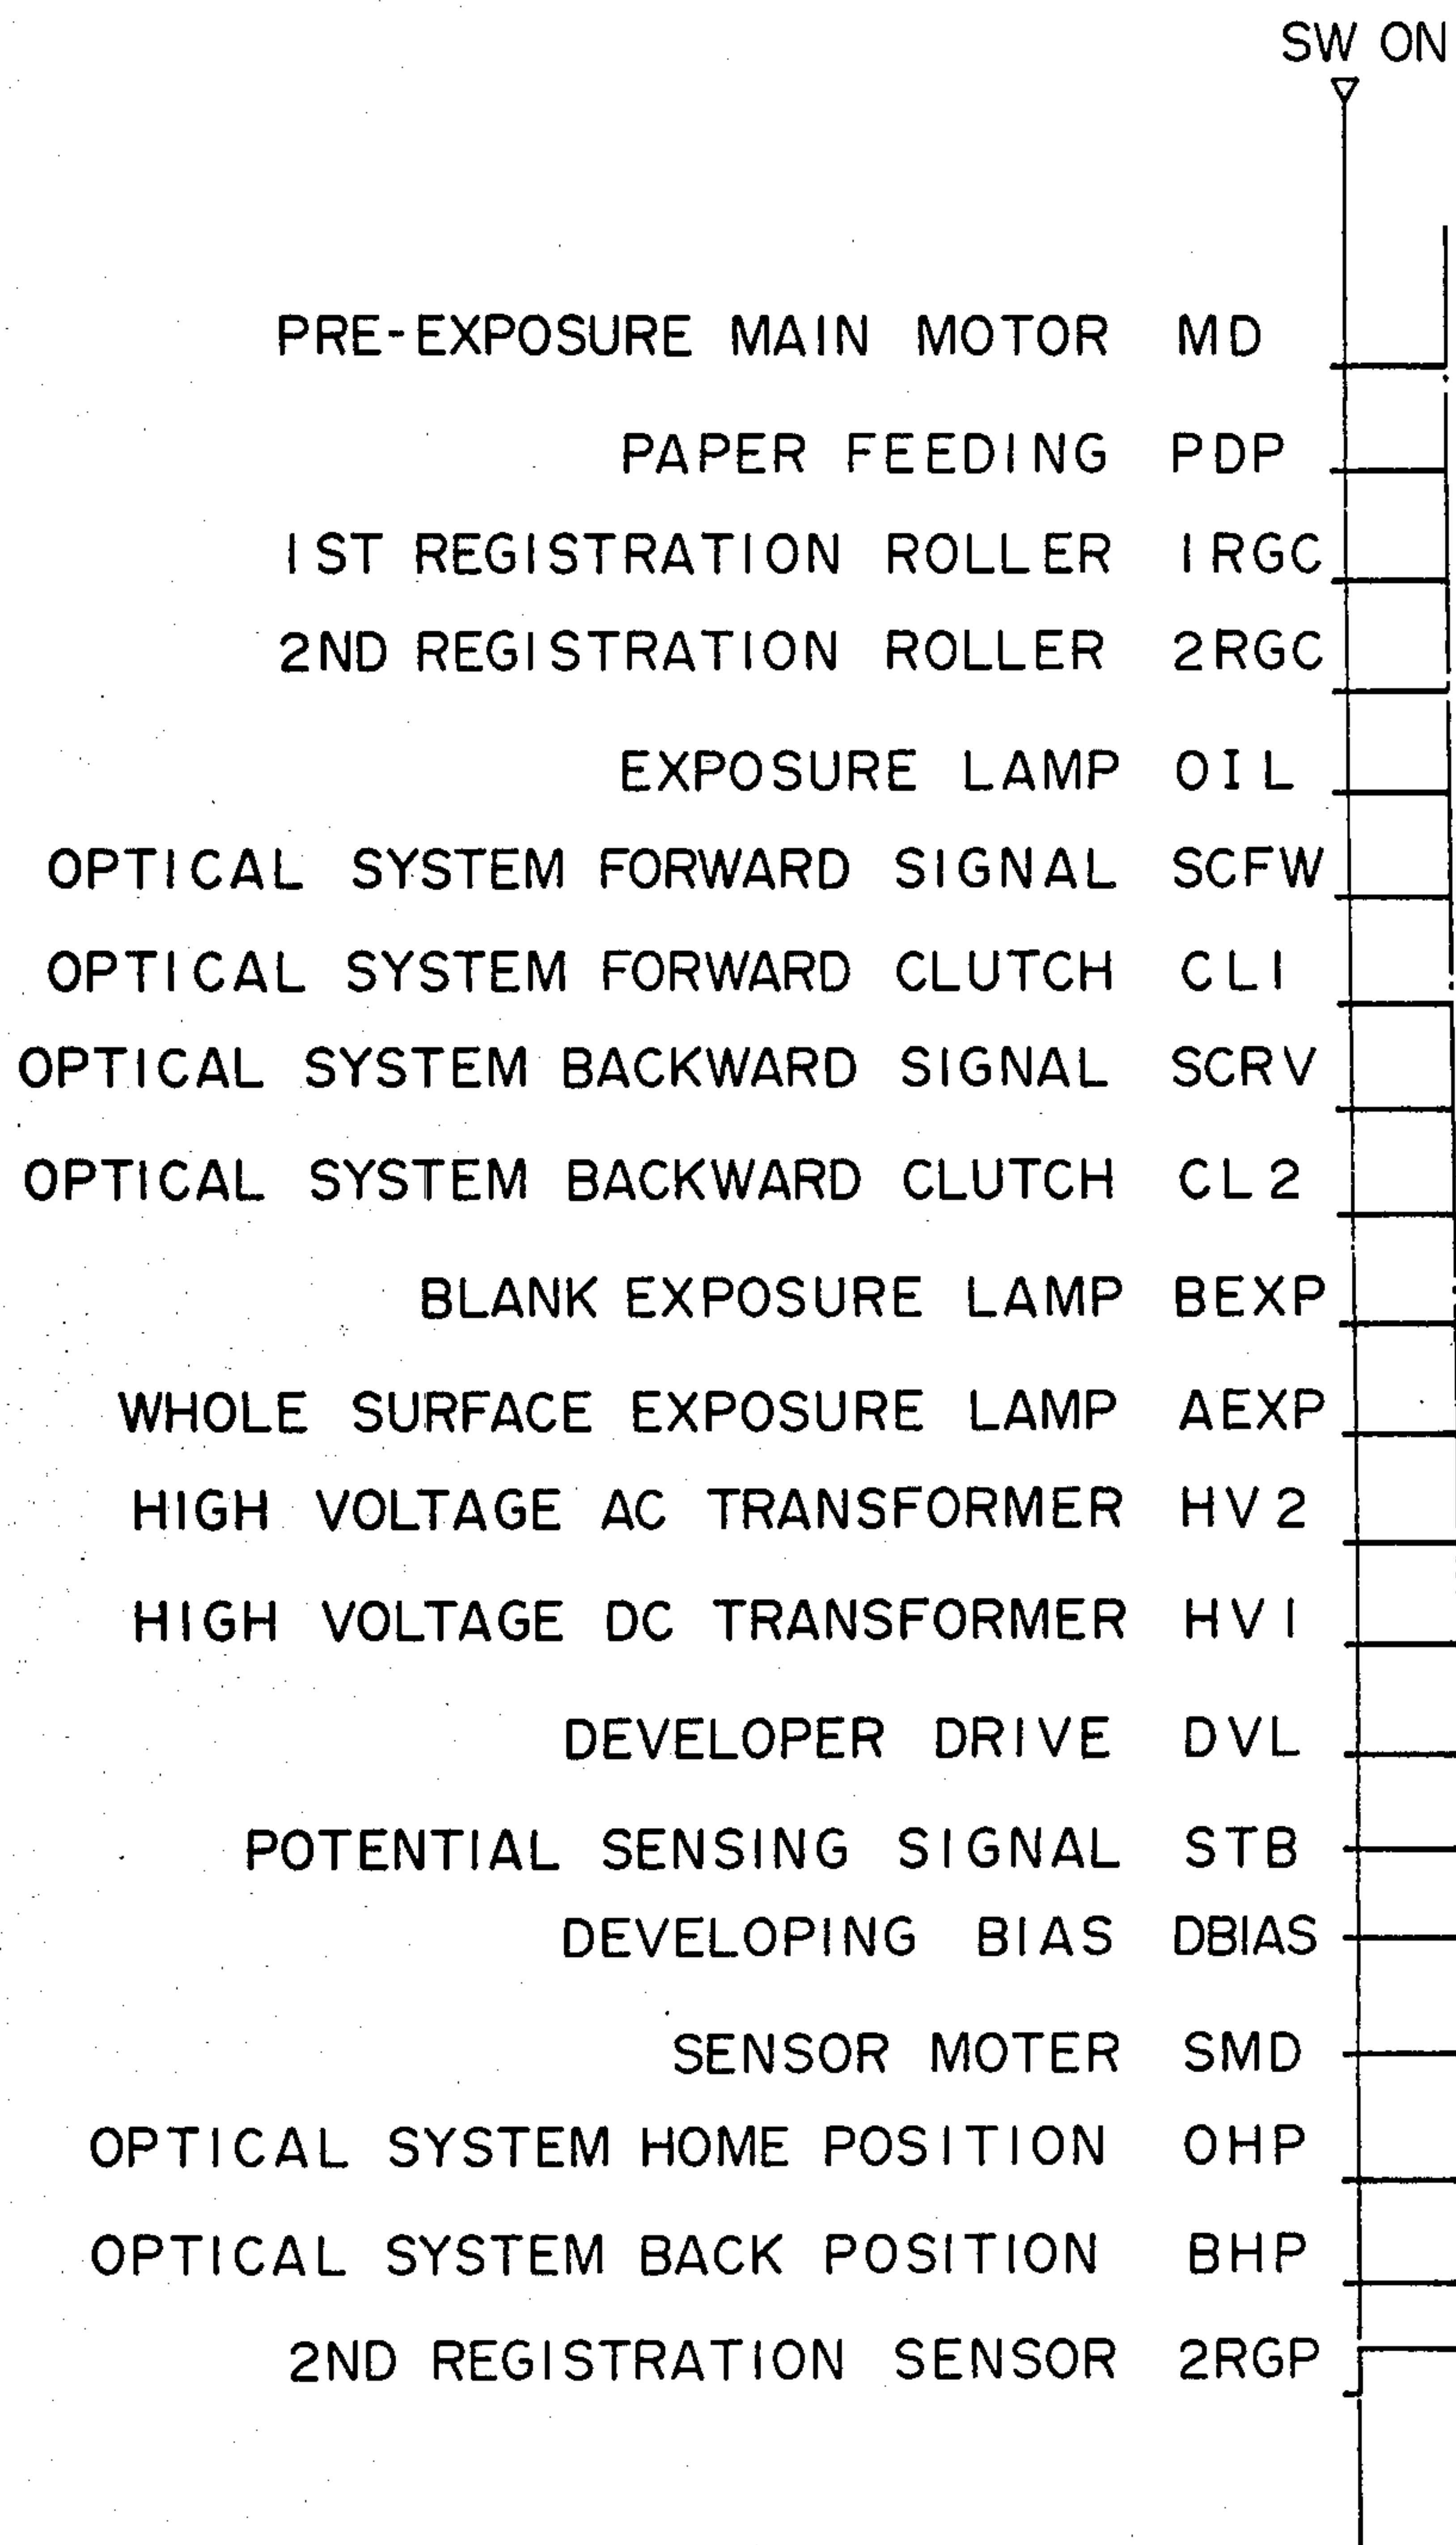 SW ON
PRE-EXPOSURE MAIN MOTOR MD
PAPER FEEDING PDP
1ST REGISTRATION ROLLER 1RGC
2ND REGISTRATION ROLLER 2RGC
EXPOSURE LAMP OIL
OPTICAL SYSTEM FORWARD SIGNAL SCFW
OPTICAL SYSTEM FORWARD CLUTCH CL1
OPTICAL SYSTEM BACKWARD SIGNAL SCRV
OPTICAL SYSTEM BACKWARD CLUTCH CL2
BLANK EXPOSURE LAMP BEXP
WHOLE SURFACE EXPOSURE LAMP AEXP
HIGH VOLTAGE AC TRANSFORMER HV2
HIGH VOLTAGE DC TRANSFORMER HV1
DEVELOPER DRIVE DVL
POTENTIAL SENSING SIGNAL STB
DEVELOPING BIAS DBIAS
SENSOR MOTER SMD
OPTICAL SYSTEM HOME POSITION OHP
OPTICAL SYSTEM BACK POSITION BHP
2ND REGISTRATION SENSOR 2RGP